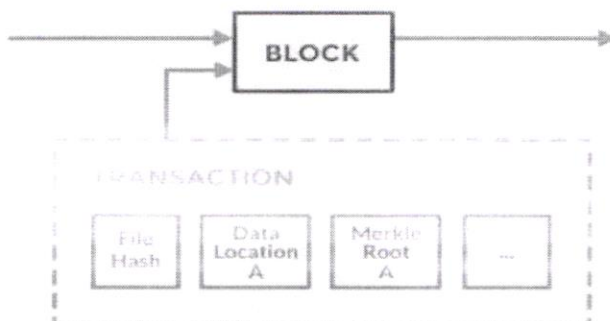 BLOCK
TRANSACTION
File
Hash
Data
Location
A
Merkle
Root
A
...